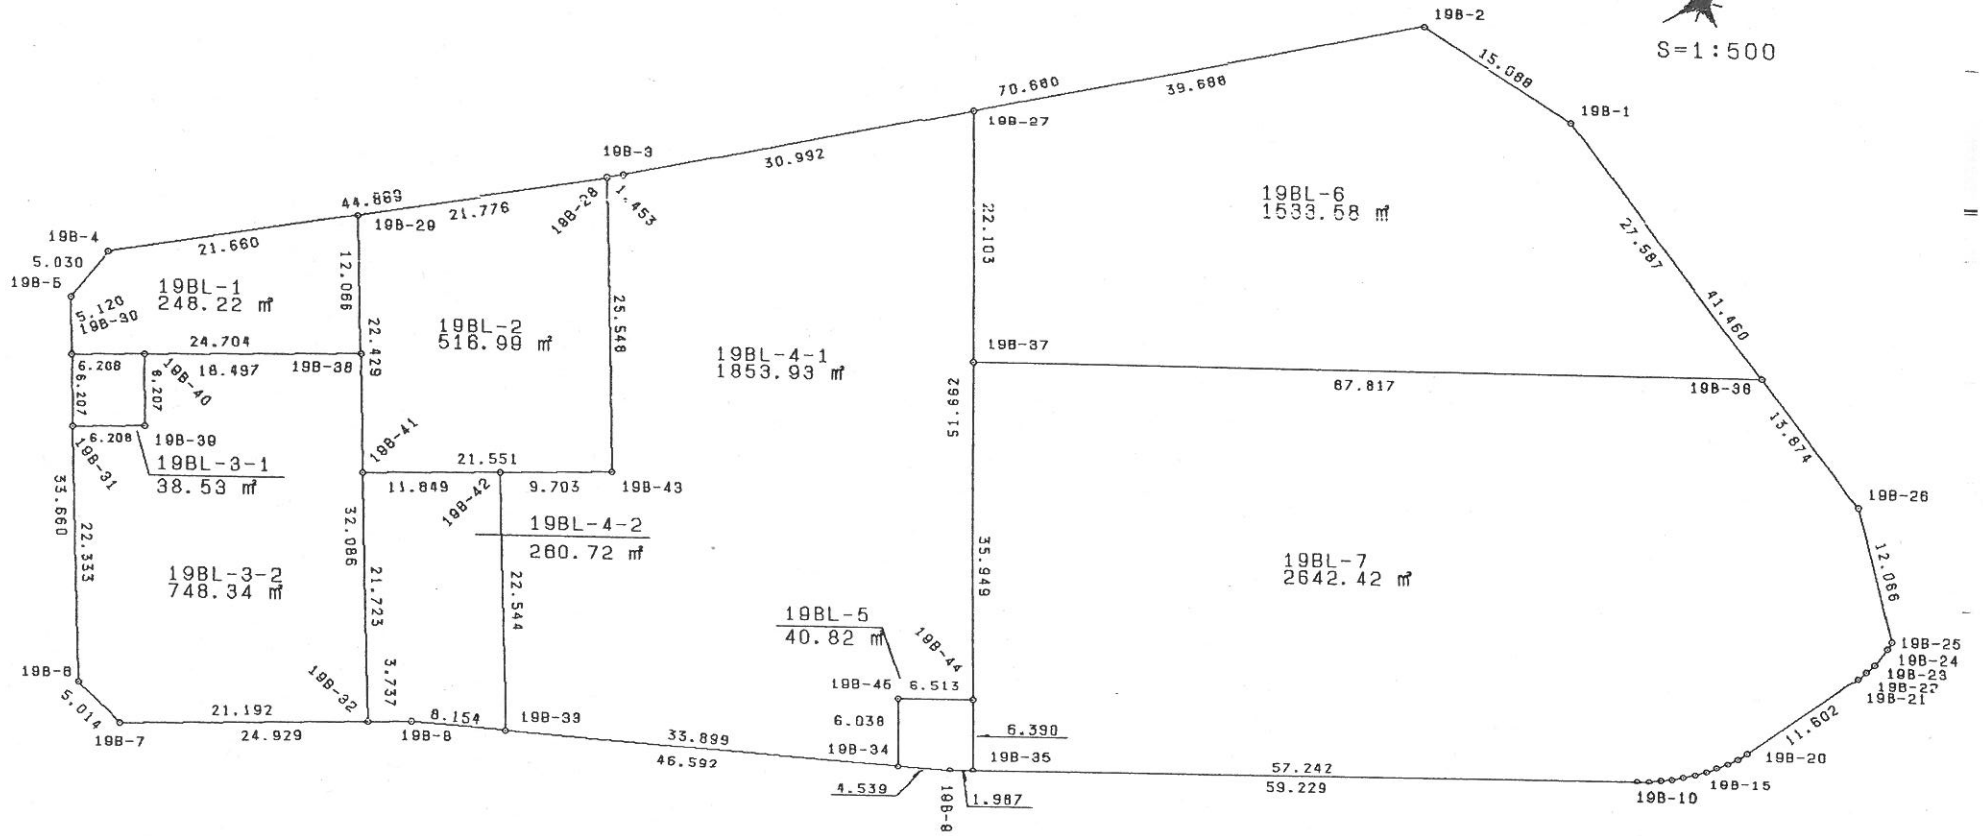 19B-2
S=1:500
15.088
70.680
39.688
19B-1
19B-27
19B-3
30.992
1.453
19B-28
44.889
21.776
19B-29
19B-4
21.660
5.030
19B-5
19BL-1
248.22 ㎡
12.066
5.120
19B-30
22.103
19BL-6
1533.58 ㎡
27.587
41.460
25.548
22.429
19BL-2
516.99 ㎡
19BL-4-1
1853.93 ㎡
24.704
6.208
18.497
19B-38
19B-40
6.207
6.207
6.208
19B-39
19B-31
19BL-3-1
38.53 ㎡
19B-37
67.817
19B-36
51.662
13.874
19B-41
21.551
11.849
19B-42
9.703
19B-43
19B-26
33.660
22.333
32.086
19BL-4-2
260.72 ㎡
35.949
12.066
19BL-7
2642.42 ㎡
19BL-3-2
748.34 ㎡
21.723
22.544
19BL-5
40.82 ㎡
19B-44
19B-25
19B-24
19B-23
19B-22
19B-21
19B-6
5.014
19B-32
3.737
19B-45
6.513
21.192
8.154
19B-33
6.038
6.390
11.602
19B-7
24.929
19B-8
33.899
46.592
19B-34
19B-35
19B-20
4.539
19B-9
1.987
57.242
59.229
19B-15
19B-10